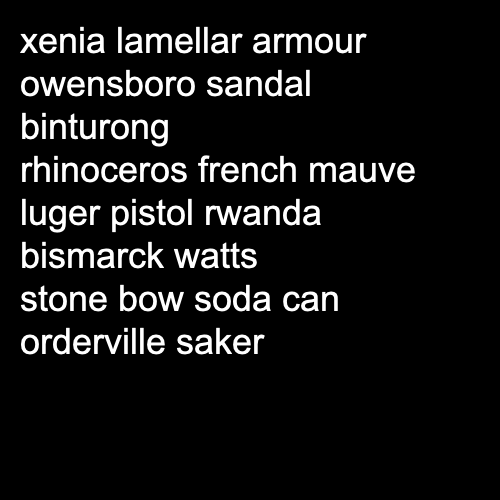 xenia lamellar armour
owensboro sandal
binturong
rhinoceros french mauve
luger pistol rwanda
bismarck watts
stone bow soda can
orderville saker